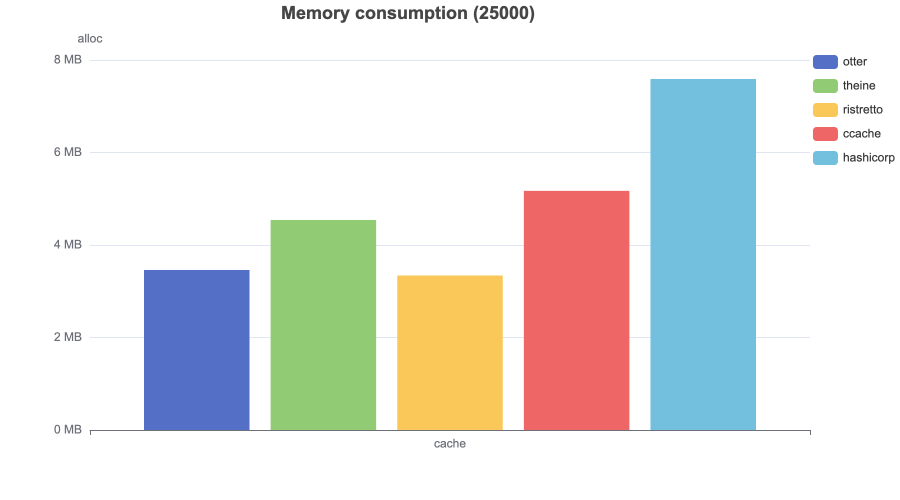 Memory consumption (25000)
alloc
8 MB
6 MB
4 MB
2 MB
0 MB
cache
otter
theine
ristretto
ccache
hashicorp